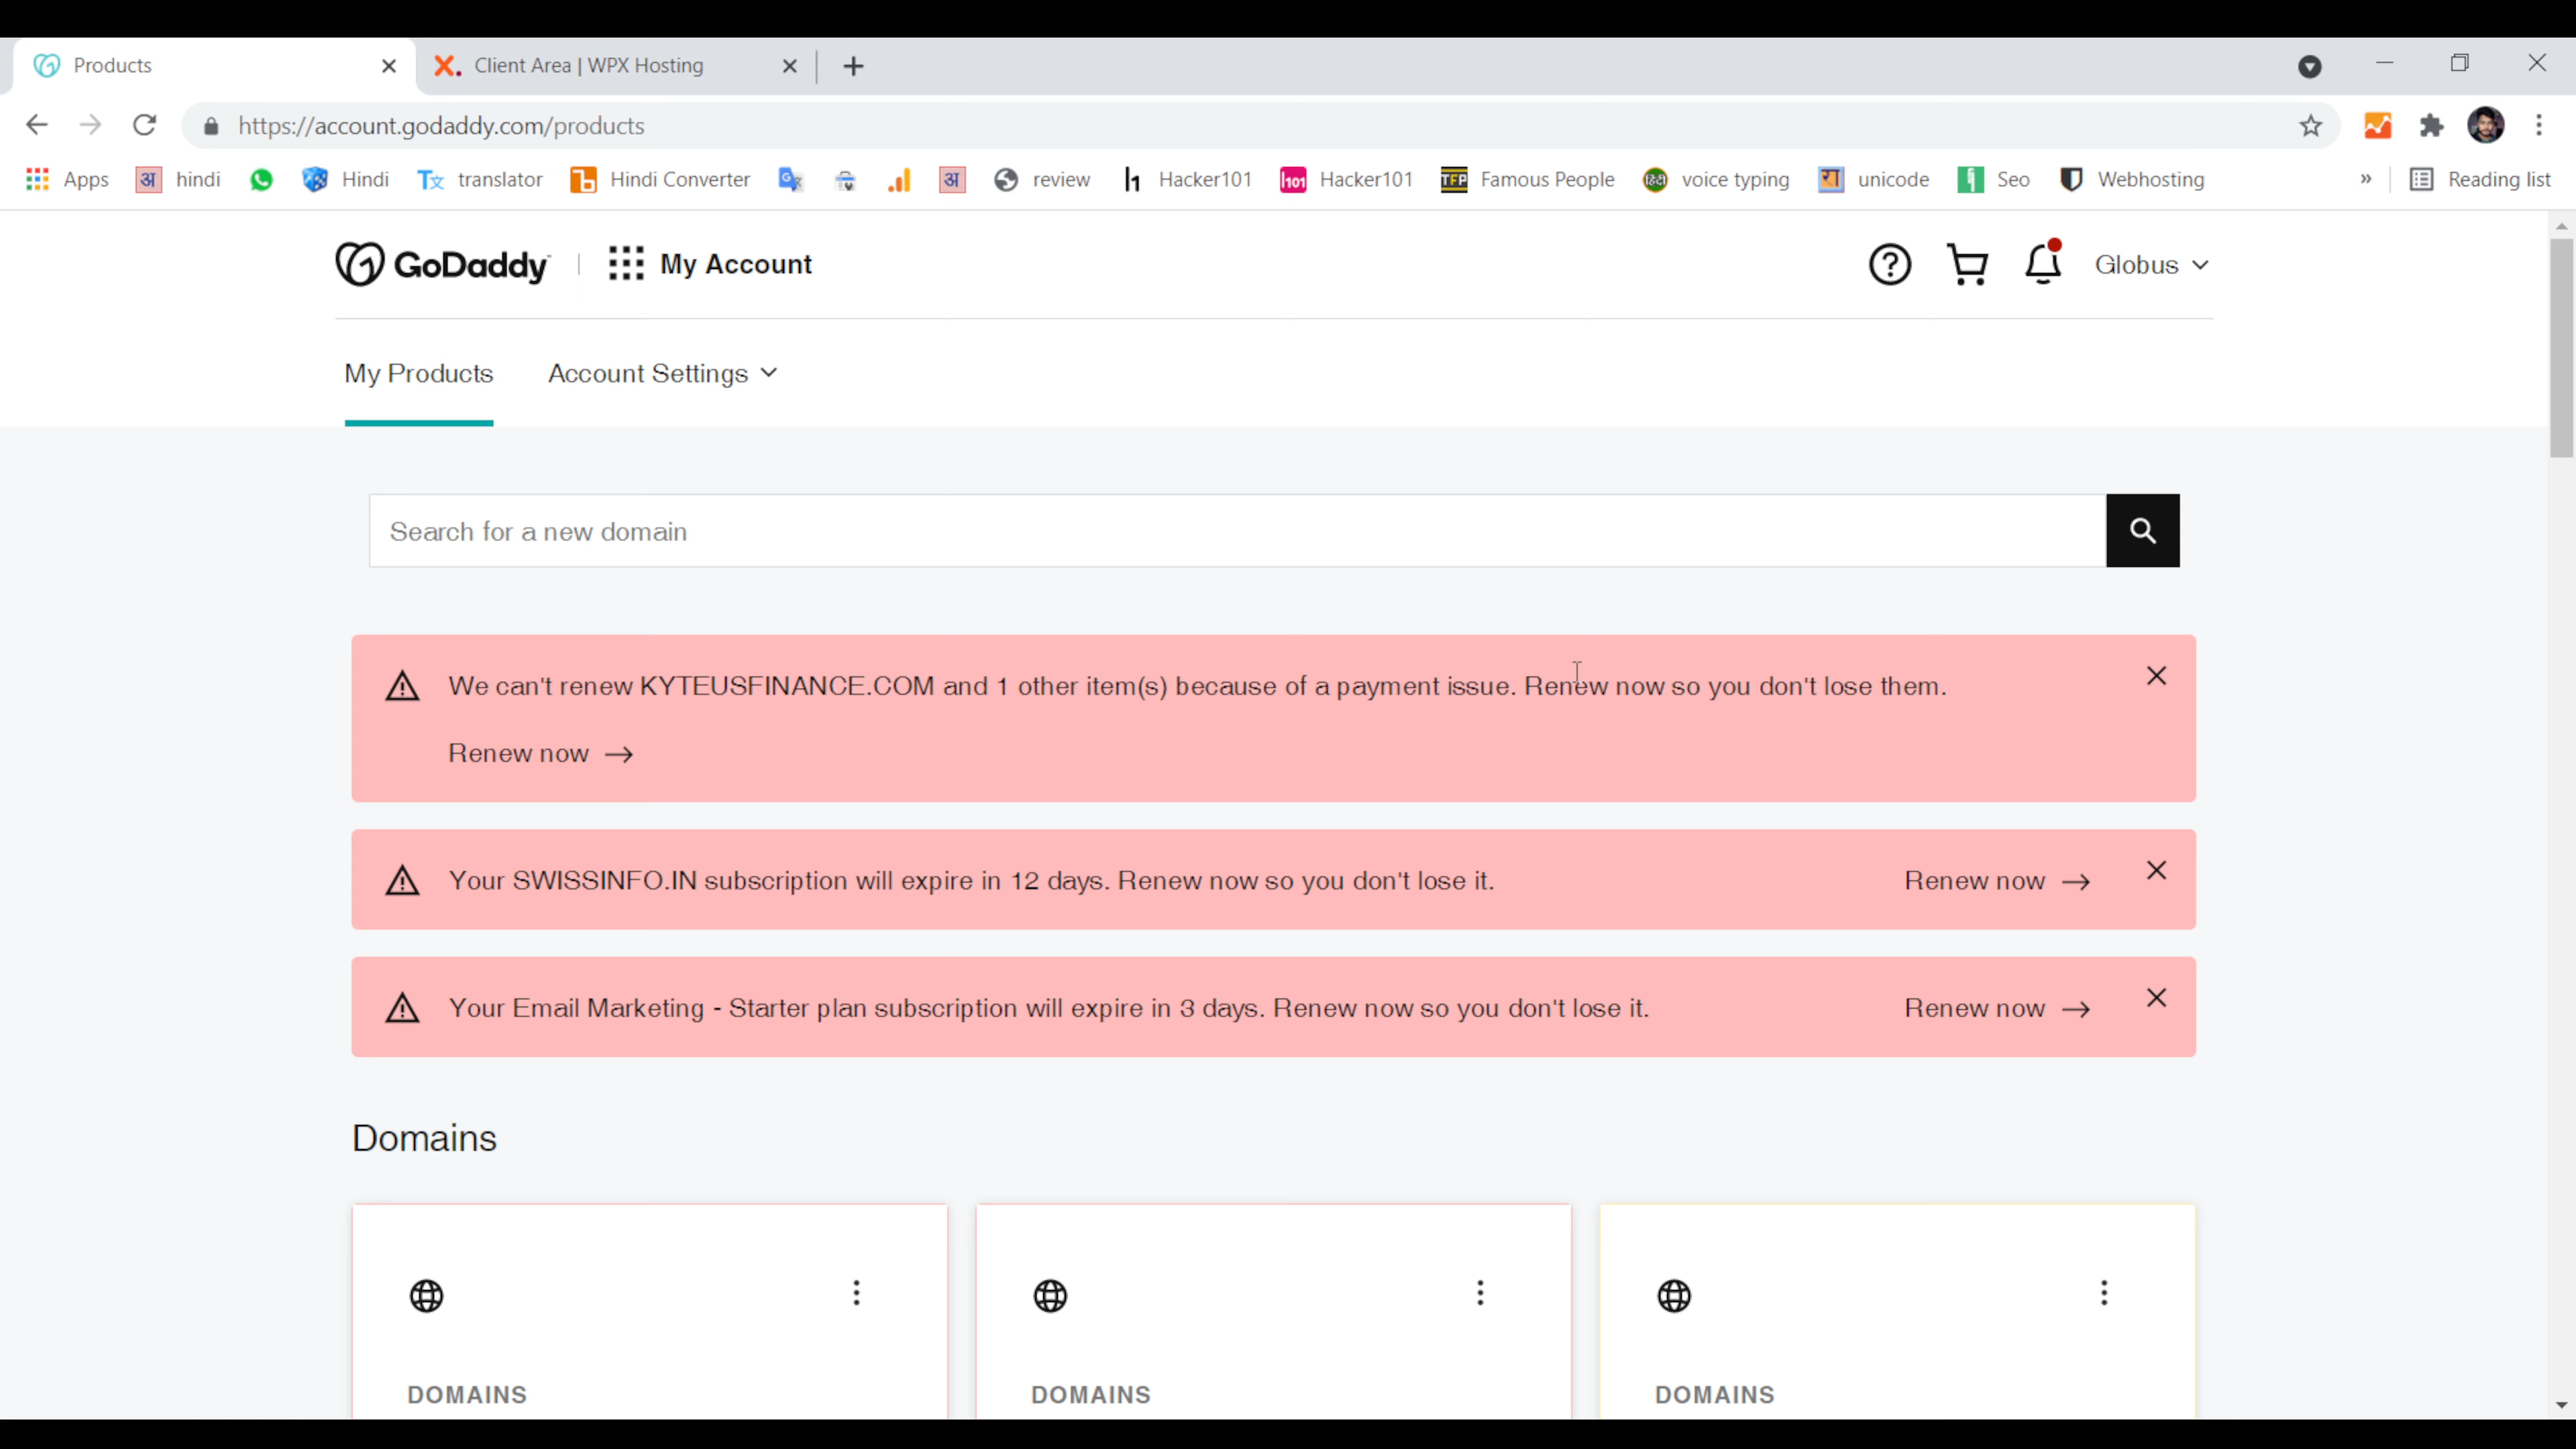 Products
Client Area | WPX Hosting
https://account.godaddy.com/products
Apps
अ hindi
Hindi
translator
Hindi Converter
अ
review
Hacker101
h101 Hacker101
TFP Famous People
voice typing
unicode
Seo
Webhosting
»
Reading list
GoDaddy
My Account
Globus
My Products
Account Settings
Search for a new domain
We can't renew KYTEUSFINANCE.COM and 1 other item(s) because of a payment issue. Renew now so you don't lose them.
Renew now →
Your SWISSINFO.IN subscription will expire in 12 days. Renew now so you don't lose it.
Renew now →
Your Email Marketing - Starter plan subscription will expire in 3 days. Renew now so you don't lose it.
Renew now →
Domains
DOMAINS
DOMAINS
DOMAINS